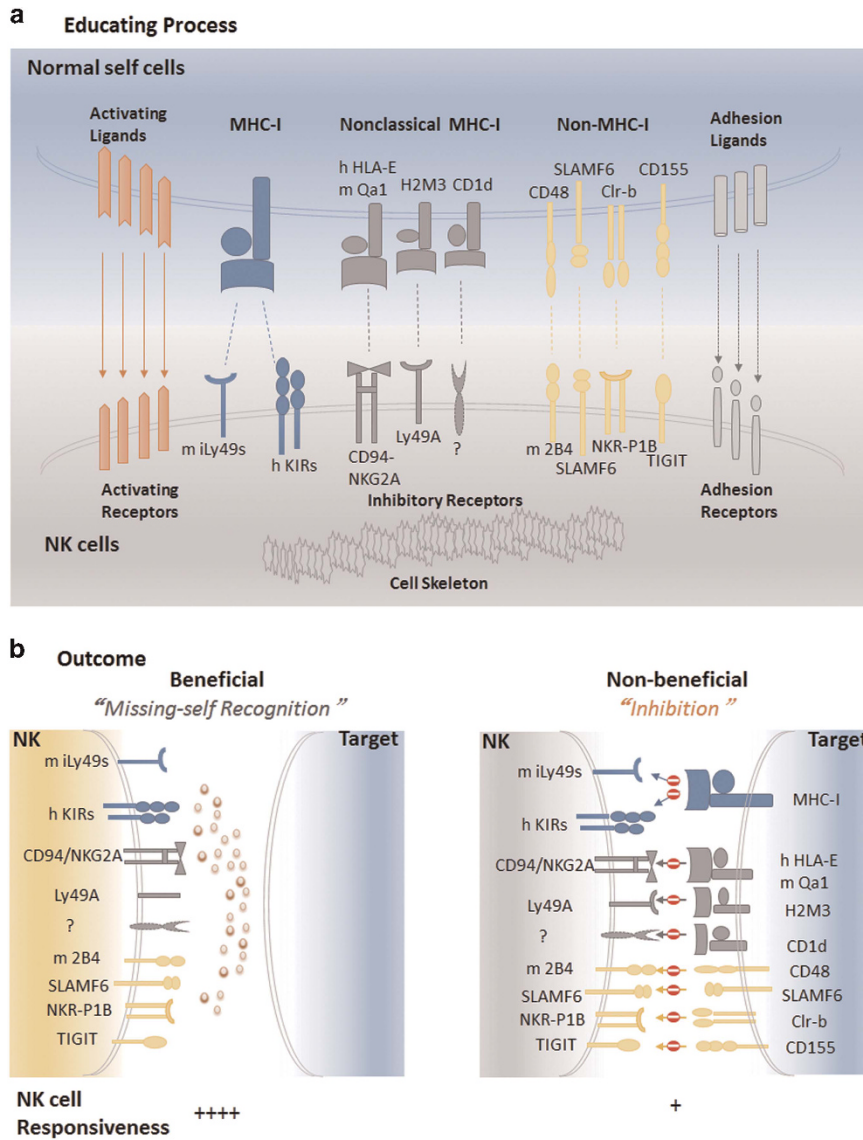 a
Educating Process
Normal self cells
Activating
Ligands
MHC-I
Nonclassical MHC-I
Non-MHC-I
Adhesion
Ligands
h HLA-E
m Qa1
H2M3
CD1d
CD48
SLAMF6
Clr-b
CD155
m iLy49s
h KIRs
CD94-
NKG2A
Ly49A
?
m 2B4
SLAMF6
NKR-P1B
TIGIT
Activating
Receptors
Inhibitory Receptors
Adhesion
Receptors
NK cells
Cell Skeleton
b
Outcome
Beneficial
“Missing-self Recognition ”
NK
Target
m iLy49s
h KIRs
CD94/NKG2A
Ly49A
?
m 2B4
SLAMF6
NKR-P1B
TIGIT
Non-beneficial
“Inhibition ”
NK
Target
m iLy49s
MHC-I
h KIRs
CD94/NKG2A
h HLA-E
m Qa1
Ly49A
H2M3
?
CD1d
m 2B4
CD48
SLAMF6
SLAMF6
NKR-P1B
Clr-b
TIGIT
CD155
NK cell
Responsiveness
++++
+